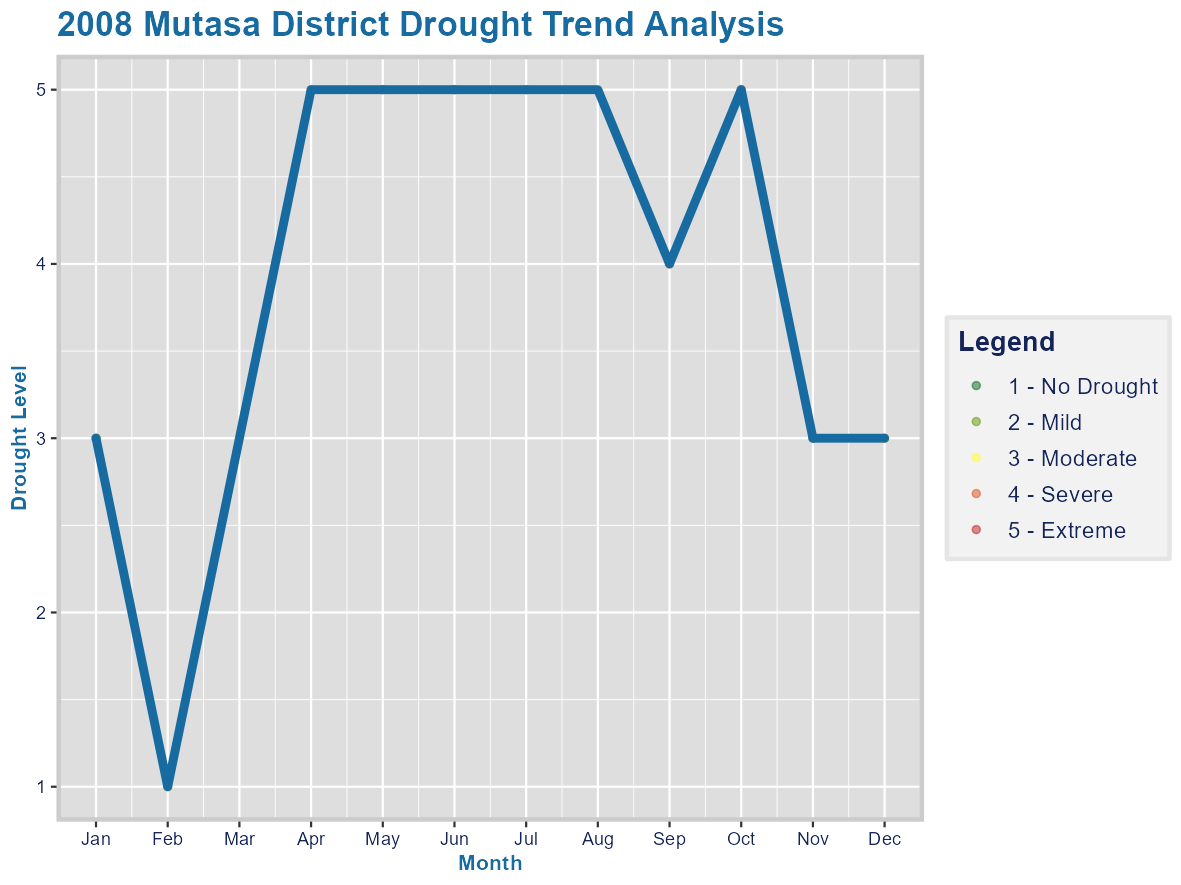 2008 Mutasa District Drought Trend Analysis
Drought Level
5
4
3
2
1
Jan Feb Mar Apr May Jun Jul Aug Sep Oct Nov Dec
Month
Legend
1 - No Drought
2 - Mild
3 - Moderate
4 - Severe
5 - Extreme